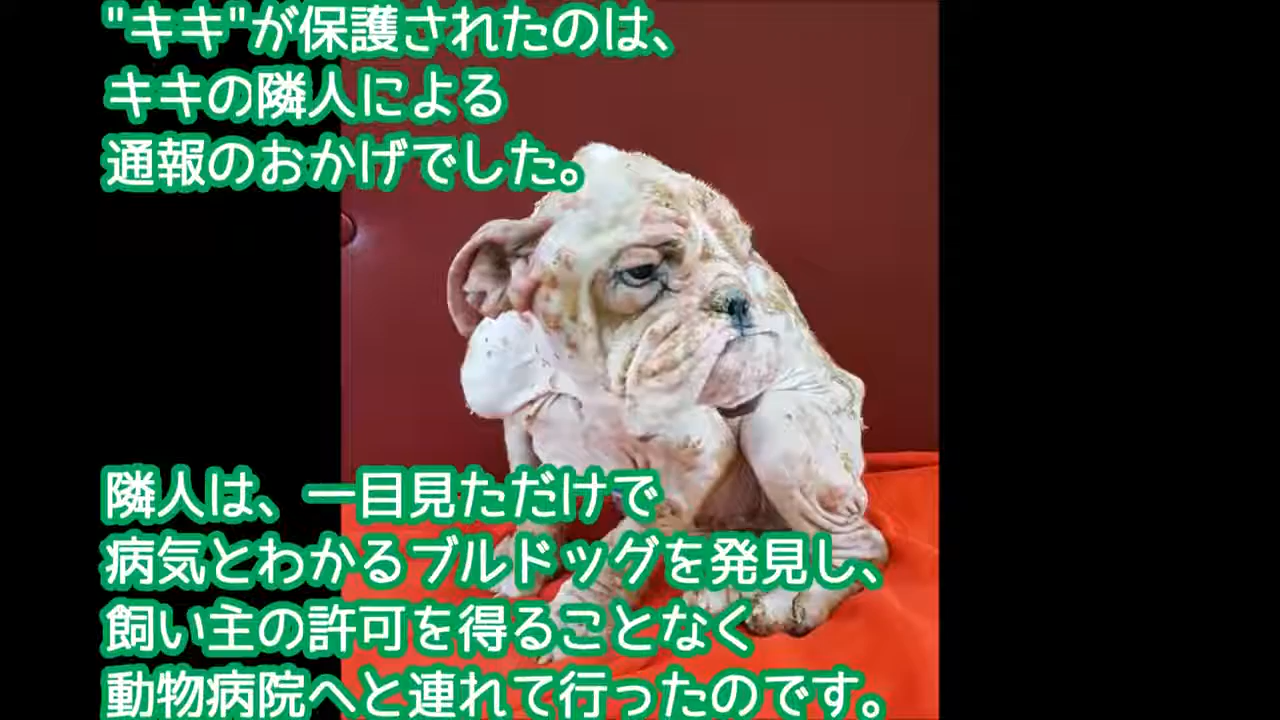 "キキ"が保護されたのは、
キキの隣人による
通報のおかげでした。
隣人は、一目見ただけで
病気とわかるブルドッグを発見し、
飼い主の許可を得ることなく
動物病院へと連れて行ったのです。